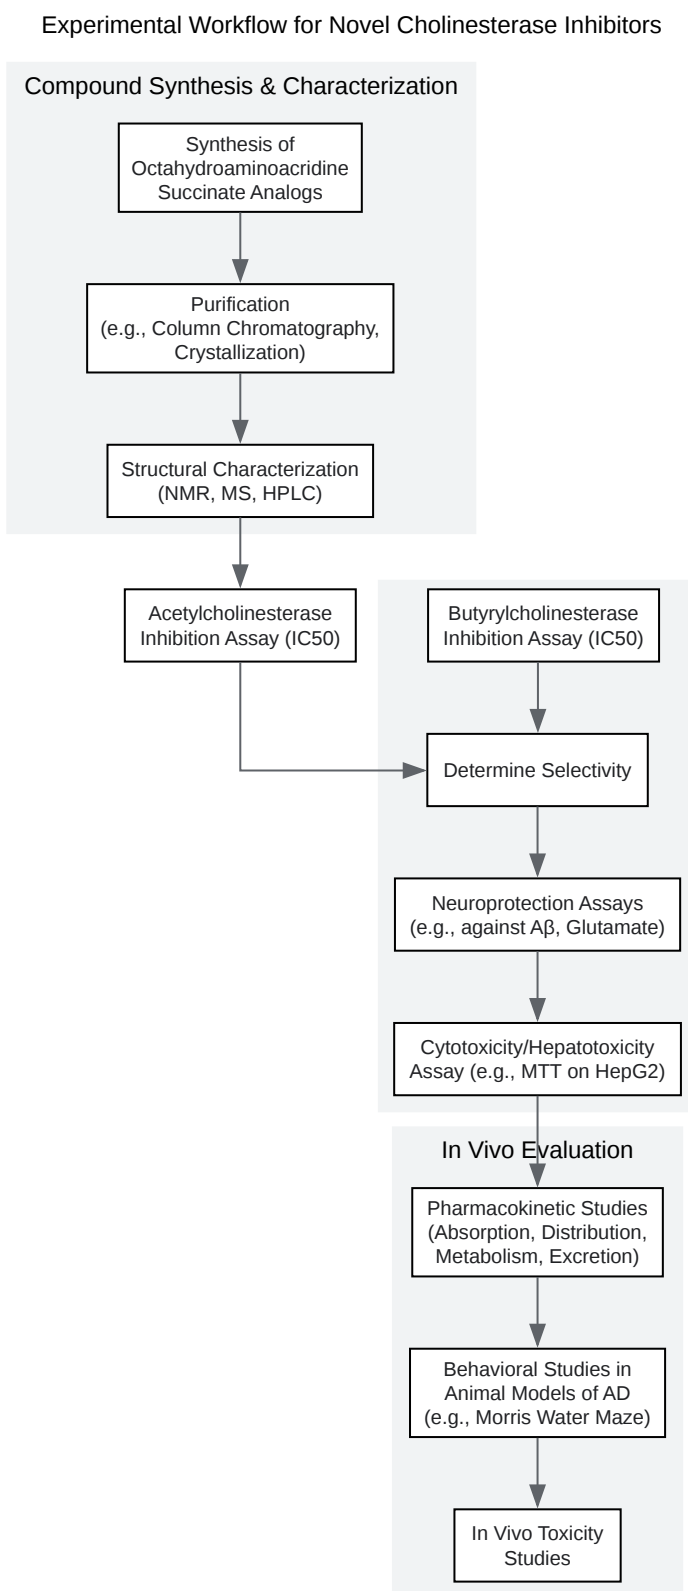 Experimental Workflow for Novel Cholinesterase Inhibitors
Compound Synthesis & Characterization
Synthesis of
Octahydroaminoacridine
Succinate Analogs
Purification
(e.g., Column Chromatography,
Crystallization)
Structural Characterization
(NMR, MS, HPLC)
Acetylcholinesterase
Inhibition Assay (IC50)
Butyrylcholinesterase
Inhibition Assay (IC50)
Determine Selectivity
Neuroprotection Assays
(e.g., against Aβ, Glutamate)
Cytotoxicity/Hepatotoxicity
Assay (e.g., MTT on HepG2)
In Vivo Evaluation
Pharmacokinetic Studies
(Absorption, Distribution,
Metabolism, Excretion)
Behavioral Studies in
Animal Models of AD
(e.g., Morris Water Maze)
In Vivo Toxicity
Studies